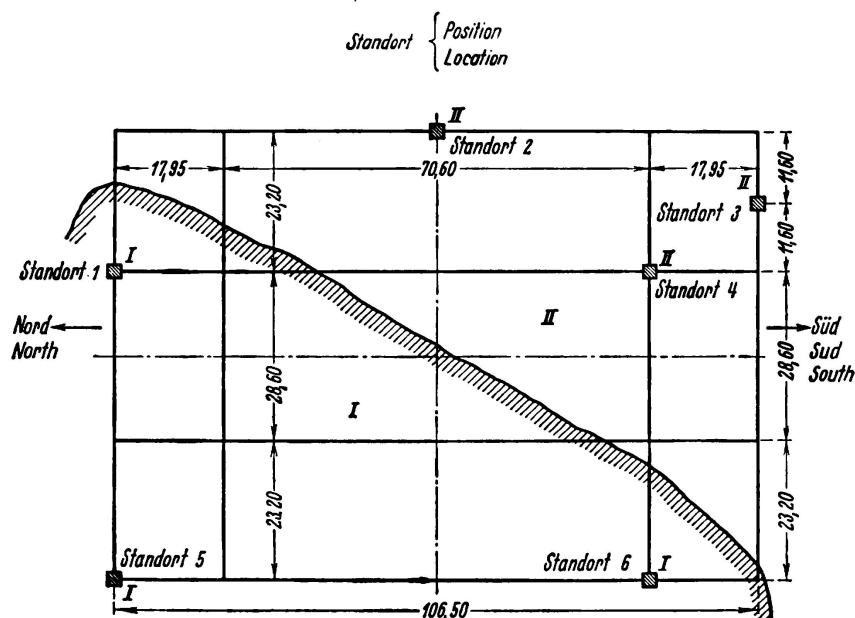 Standort { Position
Location
II
Standort 2
17,95
70,60
17,95
11,60
23,20
II
Standort 3
11,60
I
Standort 1
II
Standort 4
Nord
North
II
Süd
Sud
South
28,60
28,60
I
23,20
23,20
Standort 5
Standort 6
I
I
106,50